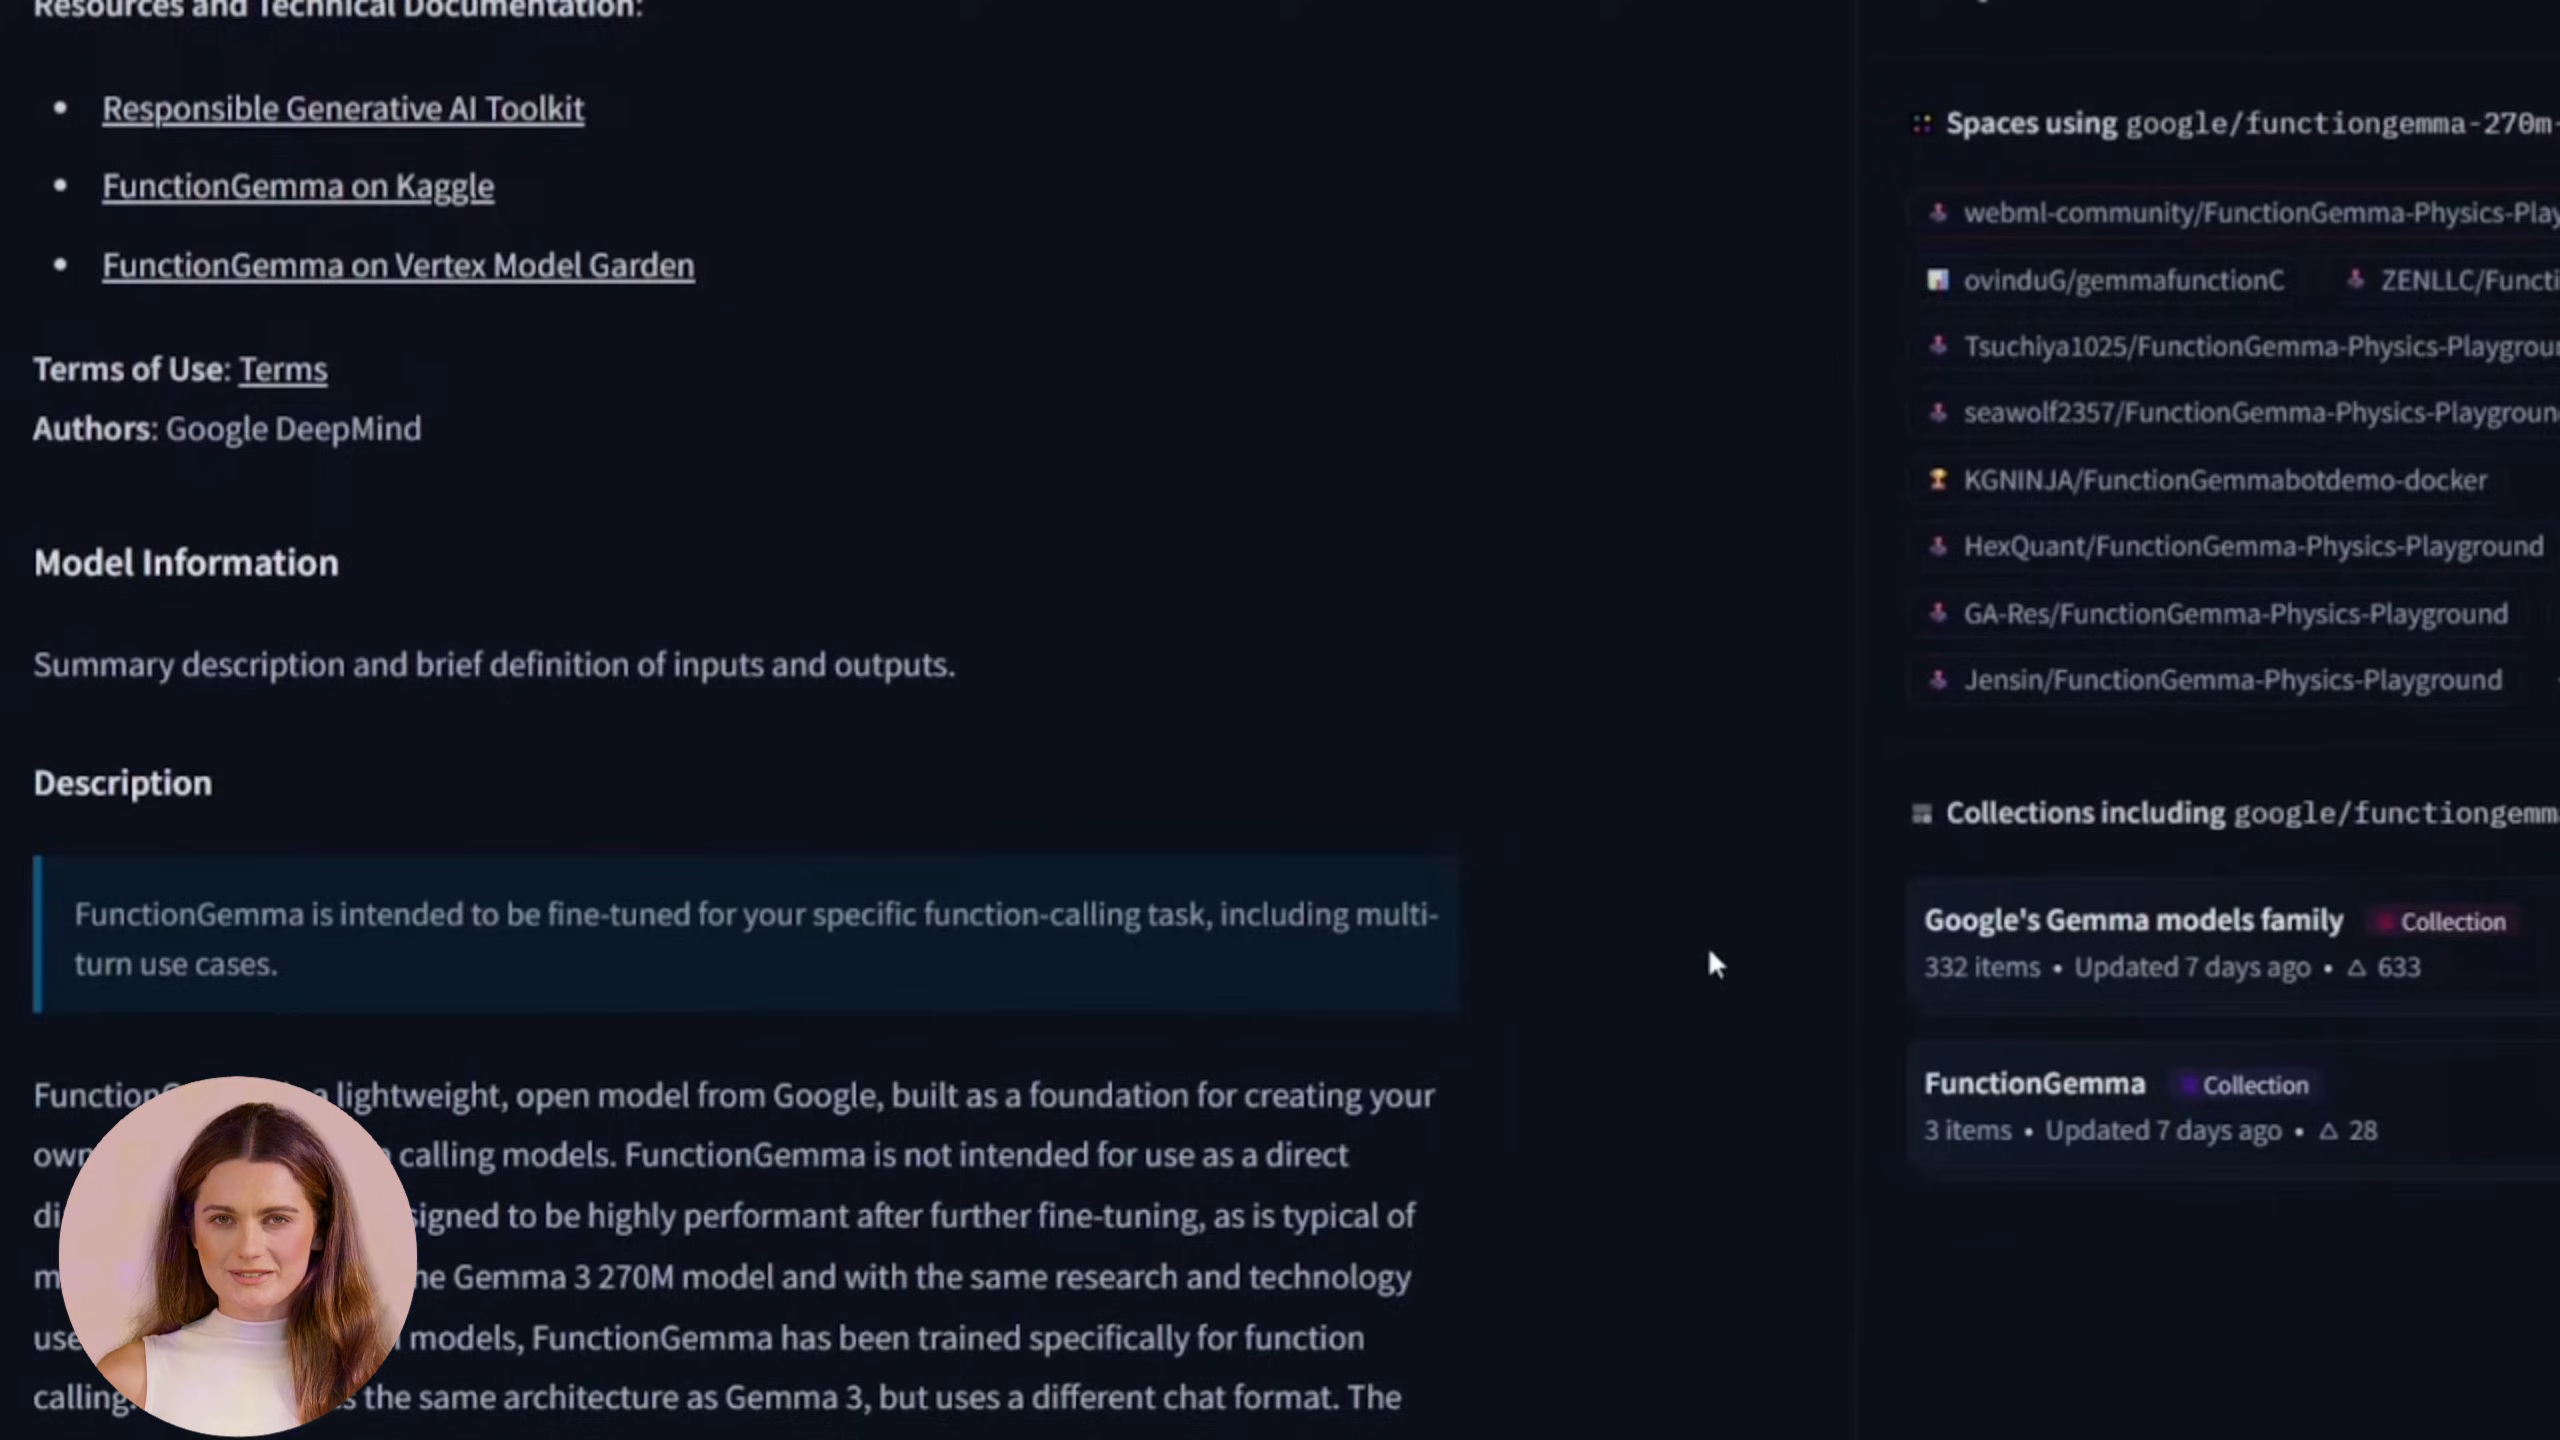 Resources and Technical Documentation:
Responsible Generative AI Toolkit
FunctionGemma on Kaggle
FunctionGemma on Vertex Model Garden
Terms of Use: Terms
Authors: Google DeepMind
Model Information
Summary description and brief definition of inputs and outputs.
Description
FunctionGemma is intended to be fine-tuned for your specific function-calling task, including multi-
turn use cases.
Function lightweight, open model from Google, built as a foundation for creating your
own calling models. FunctionGemma is not intended for use as a direct
di signed to be highly performant after further fine-tuning, as is typical of
m he Gemma 3 270M model and with the same research and technology
use models, FunctionGemma has been trained specifically for function
calling. s the same architecture as Gemma 3, but uses a different chat format. The
Spaces using google/functiongemma-270m-
webml-community/FunctionGemma-Physics-Play
ovinduG/gemmafunctionC ZENLLC/Functi
Tsuchiya1025/FunctionGemma-Physics-Playgrou
seawolf2357/FunctionGemma-Physics-Playgroun
KGNINJA/FunctionGemmabotdemo-docker
HexQuant/FunctionGemma-Physics-Playground
GA-Res/FunctionGemma-Physics-Playground
Jensin/FunctionGemma-Physics-Playground
Collections including google/functiongemm
Google's Gemma models family Collection
332 items • Updated 7 days ago • 633
FunctionGemma Collection
3 items • Updated 7 days ago • 28